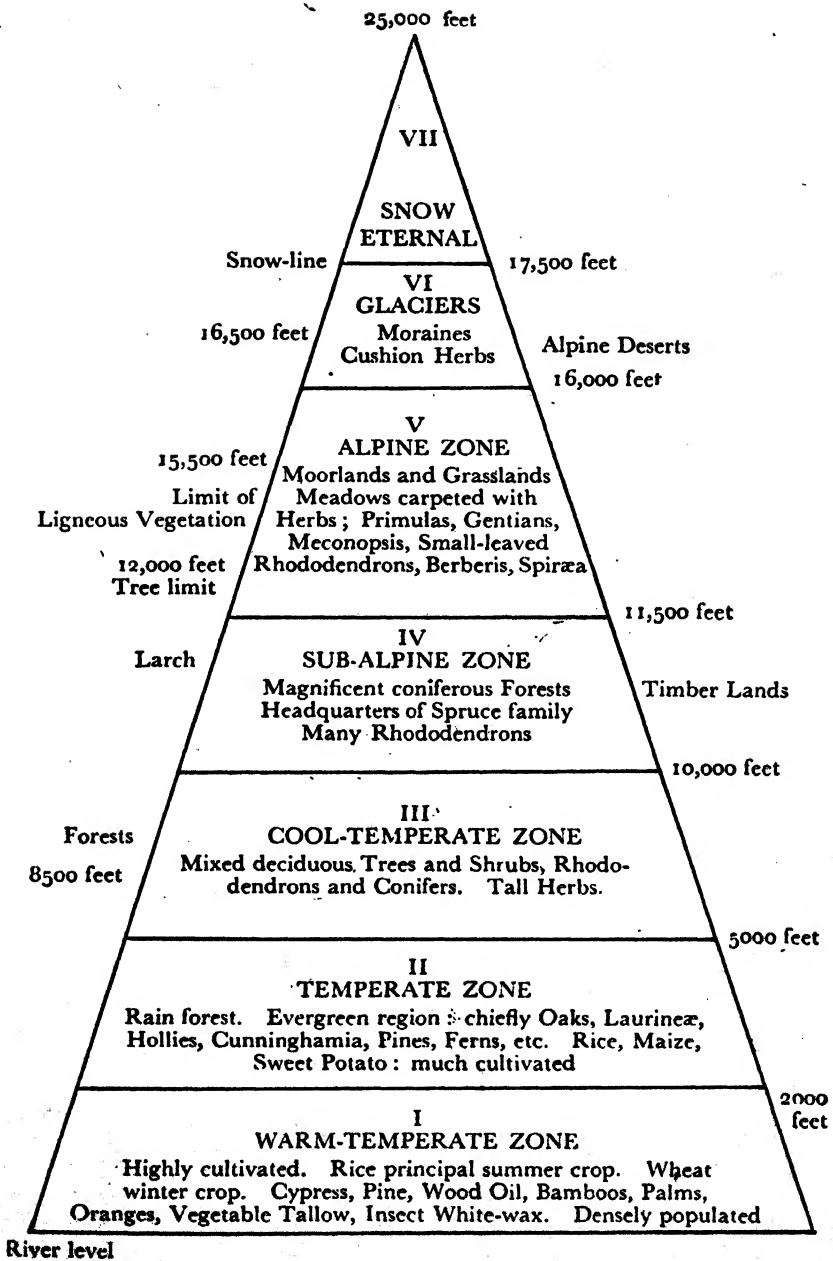 25,000 feet
VII
SNOW
ETERNAL
Snow-line
17,500 feet
VI
GLACIERS
16,500 feet
Moraines
Cushion Herbs
Alpine Deserts
16,000 feet
V
ALPINE ZONE
15,500 feet
Moorlands and Grasslands
Limit of
Meadows carpeted with
Ligneous Vegetation
Herbs ; Primulas, Gentians,
Meconopsis, Small-leaved
12,000 feet
Rhododendrons, Berberis, Spiræa
Tree limit
11,500 feet
IV
Larch
SUB-ALPINE ZONE
Magnificent coniferous Forests
Timber Lands
Headquarters of Spruce family
Many Rhododendrons
10,000 feet
III
Forests
COOL-TEMPERATE ZONE
8500 feet
Mixed deciduous Trees and Shrubs, Rhodo-
dendrons and Conifers. Tall Herbs.
5000 feet
II
TEMPERATE ZONE
Rain forest. Evergreen region : chiefly Oaks, Laurineæ,
Hollies, Cunninghamia, Pines, Ferns, etc. Rice, Maize,
Sweet Potato : much cultivated
2000
feet
I
WARM-TEMPERATE ZONE
Highly cultivated. Rice principal summer crop. Wheat
winter crop. Cypress, Pine, Wood Oil, Bamboos, Palms,
Oranges, Vegetable Tallow, Insect White-wax. Densely populated
River level